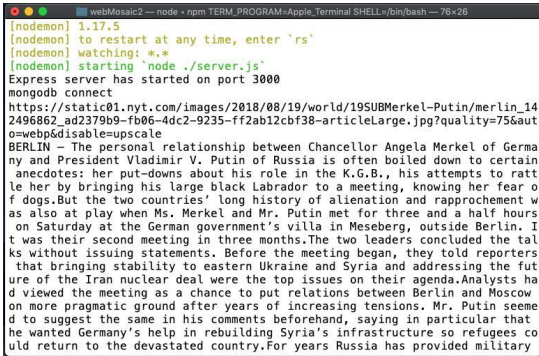 webMosaic2 — node ◂ npm TERM_PROGRAM=Apple_Terminal SHELL=/bin/bash — 76×26
[nodemon] 1.17.5
[nodemon] to restart at any time, enter `rs`
[nodemon] watching: *.*
[nodemon] starting `node ./server.js`
Express server has started on port 3000
mongodb connect
https://static01.nyt.com/images/2018/08/19/world/19SUBMerkel-Putin/merlin_14
2496862_ad2379b9-fb06-4dc2-9235-ff2ab12cbf38-articleLarge.jpg?quality=75&aut
o=webp&disable=upscale
BERLIN — The personal relationship between Chancellor Angela Merkel of Germa
ny and President Vladimir V. Putin of Russia is often boiled down to certain
 anecdotes: her put-downs about his role in the K.G.B., his attempts to ratt
le her by bringing his large black Labrador to a meeting, knowing her fear o
f dogs.But the two countries’ long history of alienation and rapprochement w
as also at play when Ms. Merkel and Mr. Putin met for three and a half hours
 on Saturday at the German government’s villa in Meseberg, outside Berlin. I
t was their second meeting in three months.The two leaders concluded the tal
ks without issuing statements. Before the meeting began, they told reporters
 that bringing stability to eastern Ukraine and Syria and addressing the fut
ure of the Iran nuclear deal were the top issues on their agenda.Analysts ha
d viewed the meeting as a chance to put relations between Berlin and Moscow
on more pragmatic ground after years of increasing tensions. Mr. Putin seeme
d to suggest the same in his comments beforehand, saying in particular that
he wanted Germany’s help in rebuilding Syria’s infrastructure so refugees co
uld return to the devastated country.For years Russia has provided military